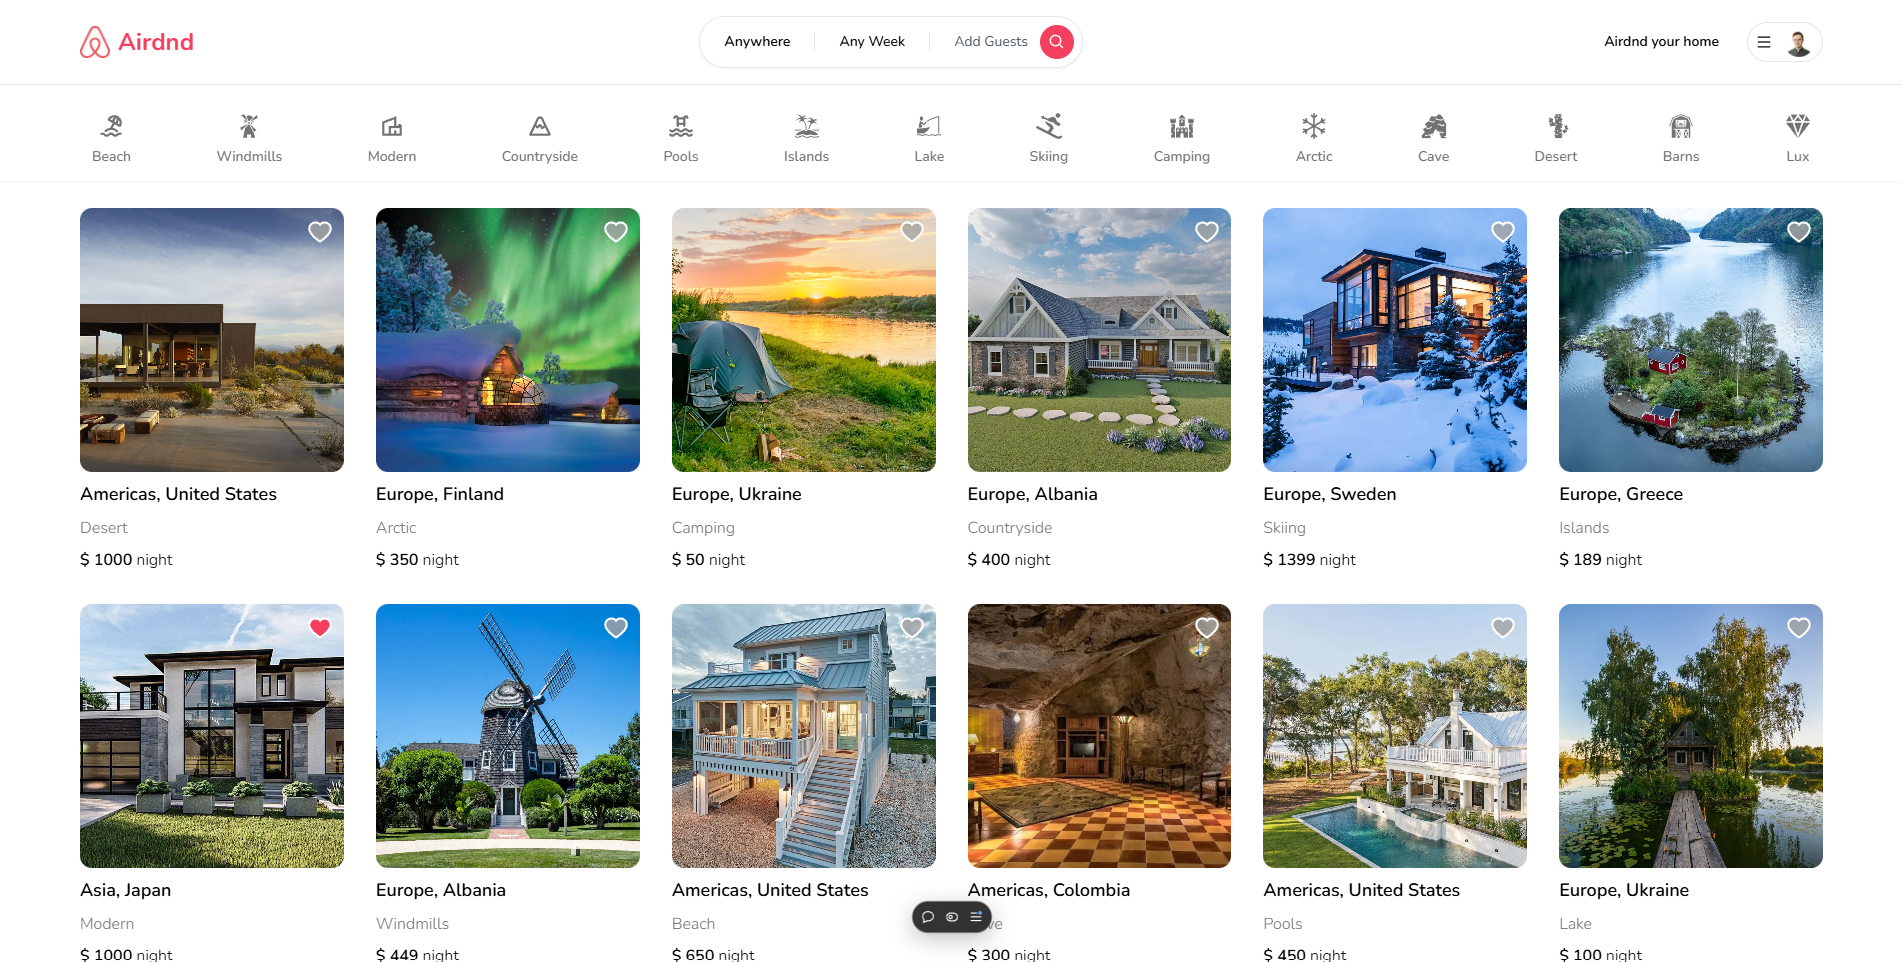 Airdnd
Anywhere
Any Week
Add Guests
Airdnd your home
Beach
Windmills
Modern
Countryside
Pools
Islands
Lake
Skiing
Camping
Arctic
Cave
Desert
Barns
Lux
Americas, United States
Desert
$ 1000 night
Europe, Finland
Arctic
$ 350 night
Europe, Ukraine
Camping
$ 50 night
Europe, Albania
Countryside
$ 400 night
Europe, Sweden
Skiing
$ 1399 night
Europe, Greece
Islands
$ 189 night
Asia, Japan
Modern
$ 1000 night
Europe, Albania
Windmills
$ 449 night
Americas, United States
Beach
$ 650 night
Americas, Colombia
$ 300 night
Americas, United States
Pools
$ 450 night
Europe, Ukraine
Lake
$ 100 night